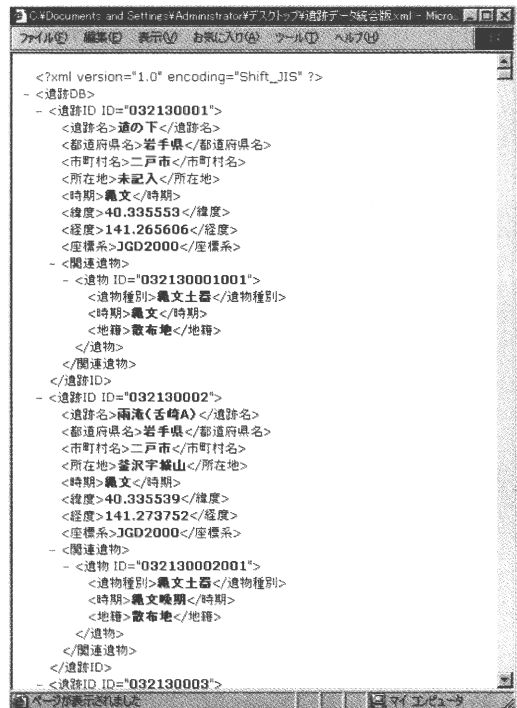 C:¥Documents and Settings¥Administrator¥デスクトップ¥遺跡データ統合版.xml - Micro...
ファイル(F) 編集(E) 表示(V) お気に入り(A) ツール(T) ヘルプ(H)
<?xml version="1.0" encoding="Shift_JIS" ?>
- <遺跡DB>
- <遺跡ID ID="032130001">
<遺跡名>道の下</遺跡名>
<都道府県名>岩手県</都道府県名>
<市町村名>二戸市</市町村名>
<所在地>未記入</所在地>
<時期>縄文</時期>
<緯度>40.335553</緯度>
<経度>141.265606</経度>
<座標系>JGD2000</座標系>
- <関連遺物>
- <遺物 ID="032130001001">
<遺物種別>縄文土器</遺物種別>
<時期>縄文</時期>
<地籍>散布地</地籍>
</遺物>
</関連遺物>
</遺跡ID>
- <遺跡ID ID="032130002">
<遺跡名>雨滝(舌崎A)</遺跡名>
<都道府県名>岩手県</都道府県名>
<市町村名>二戸市</市町村名>
<所在地>釜沢字城山</所在地>
<時期>縄文</時期>
<緯度>40.335539</緯度>
<経度>141.273752</経度>
<座標系>JGD2000</座標系>
- <関連遺物>
- <遺物 ID="032130002001">
<遺物種別>縄文土器</遺物種別>
<時期>縄文晩期</時期>
<地籍>散布地</地籍>
</遺物>
</関連遺物>
</遺跡ID>
- <遺跡ID ID="032130003">
ページが表示されました マイ コンピュータ